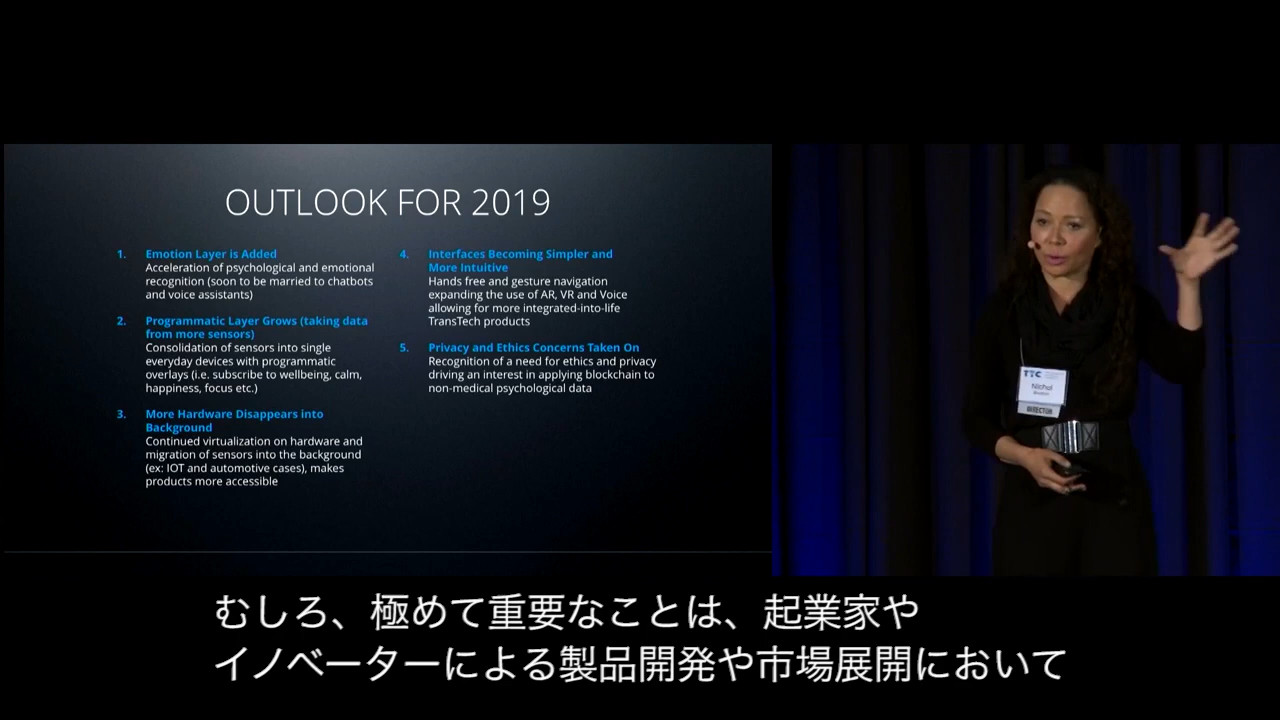 OUTLOOK FOR 2019
1. Emotion Layer is Added
Acceleration of psychological and emotional
recognition (soon to be married to chatbots
and voice assistants)
2. Programmatic Layer Grows (taking data
from more sensors)
Consolidation of sensors into single
everyday devices with programmatic
overlays (i.e. subscribe to wellbeing, calm,
happiness, focus etc.)
3. More Hardware Disappears into
Background
Continued virtualization on hardware and
migration of sensors into the background
(ex: IOT and automotive cases), makes
products more accessible
4. Interfaces Becoming Simpler and
More Intuitive
Hands free and gesture navigation
expanding the use of AR, VR and Voice
allowing for more integrated-into-life
TransTech products
5. Privacy and Ethics Concerns Taken On
Recognition of a need for ethics and privacy
driving an interest in applying blockchain to
non-medical psychological data
TTC
Nichol
DIRECTOR
むしろ、極めて重要なことは、起業家や
イノベーターによる製品開発や市場展開において